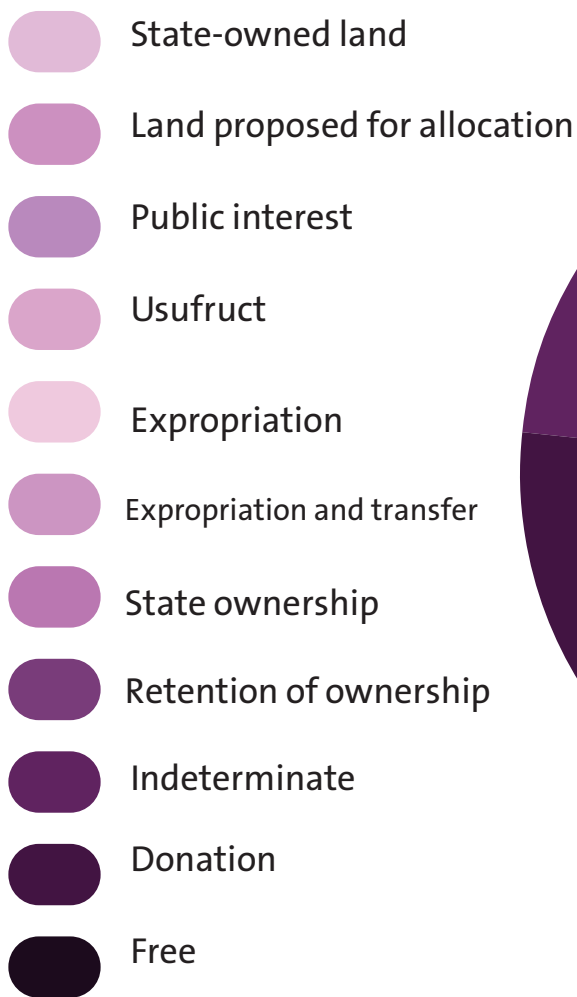 State-owned land
Land proposed for allocation
Public interest
Usufruct
Expropriation
Expropriation and transfer
State ownership
Retention of ownership
Indeterminate
Donation
Free